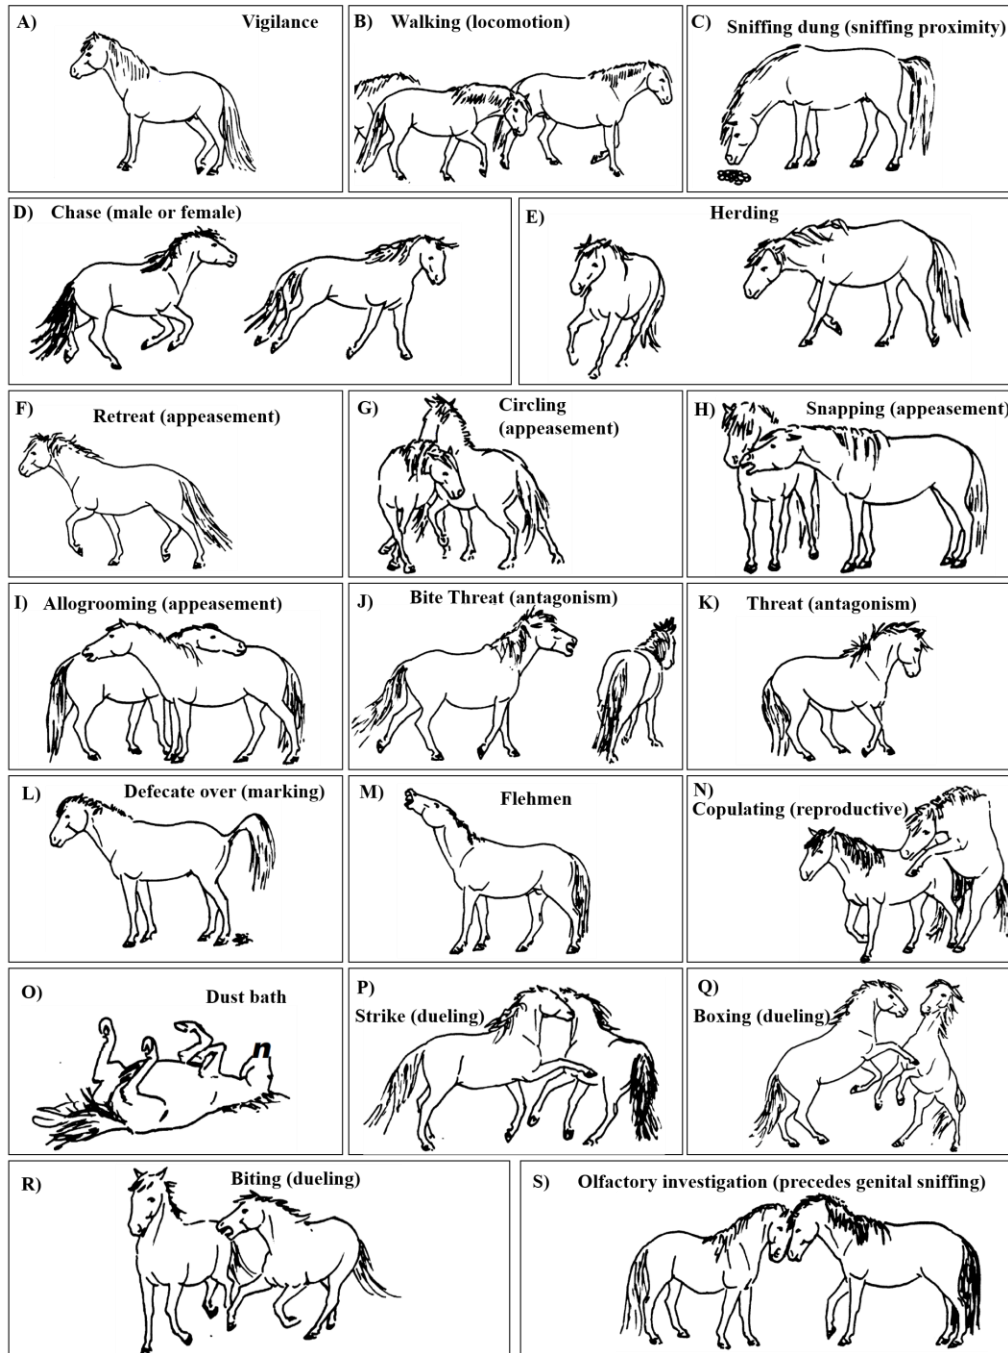 A) Vigilance
B) Walking (locomotion)
C) Sniffing dung (sniffing proximity)
D) Chase (male or female)
E) Herding
F) Retreat (appeasement)
G) Circling
(appeasement)
H) Snapping (appeasement)
I) Allogrooming (appeasement)
J) Bite Threat (antagonism)
K) Threat (antagonism)
L) Defecate over (marking)
M) Flehmen
N) Copulating (reproductive)
O) Dust bath
n
P) Strike (dueling)
Q) Boxing (dueling)
R) Biting (dueling)
S) Olfactory investigation (precedes genital sniffing)